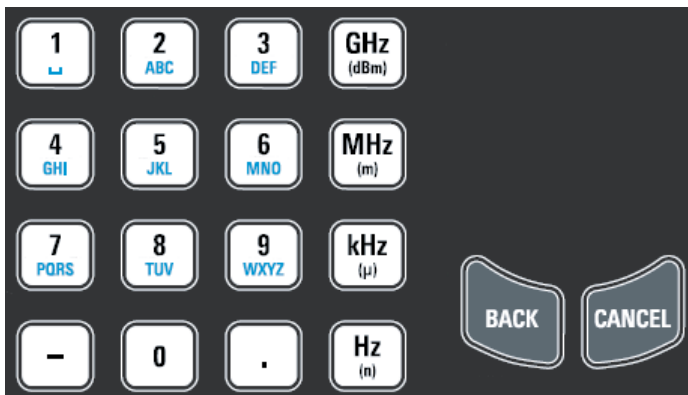 1 2 3 GHz
␣ ABC DEF (dBm)
4 5 6 MHz
GHI JKL MNO (m)
7 8 9 kHz
PQRS TUV WXYZ (µ)
BACK CANCEL
– 0 . Hz
(n)